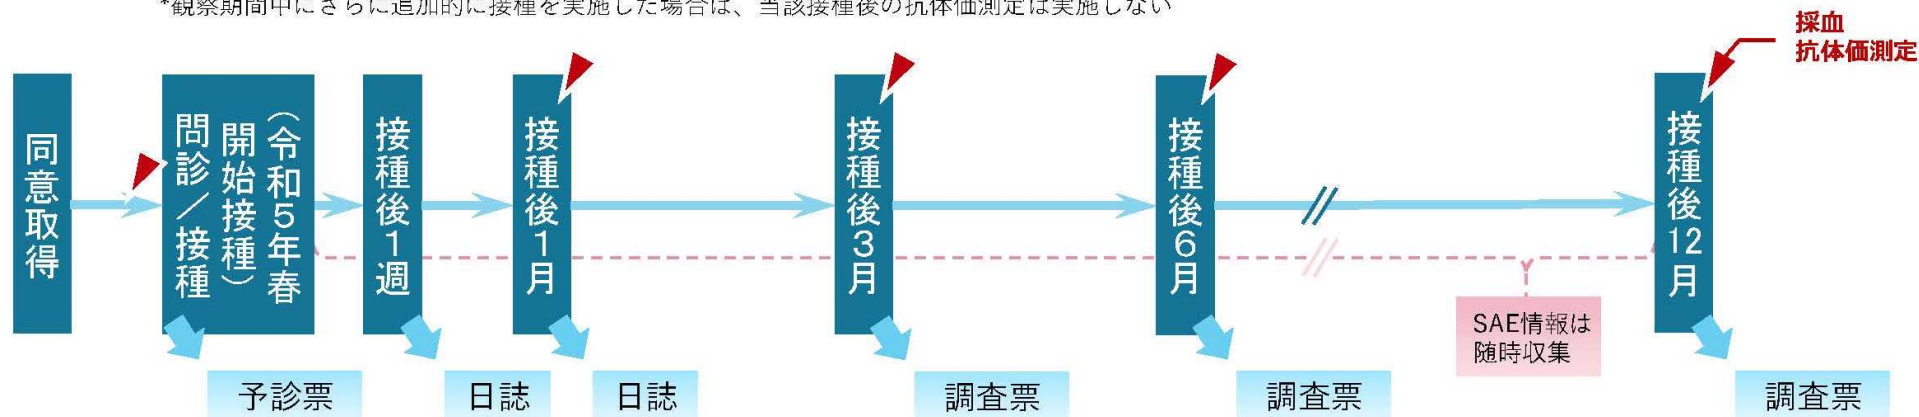 *観察期間中にさらに追加的に接種を実施した場合は、当該接種後の抗体価測定は実施しない
採血
抗体価測定
同意取得
（令和5年春
開始接種）
問診／接種
接種後1週
接種後1月
接種後3月
接種後6月
接種後12月
SAE情報は
随時収集
予診票
日誌
日誌
調査票
調査票
調査票